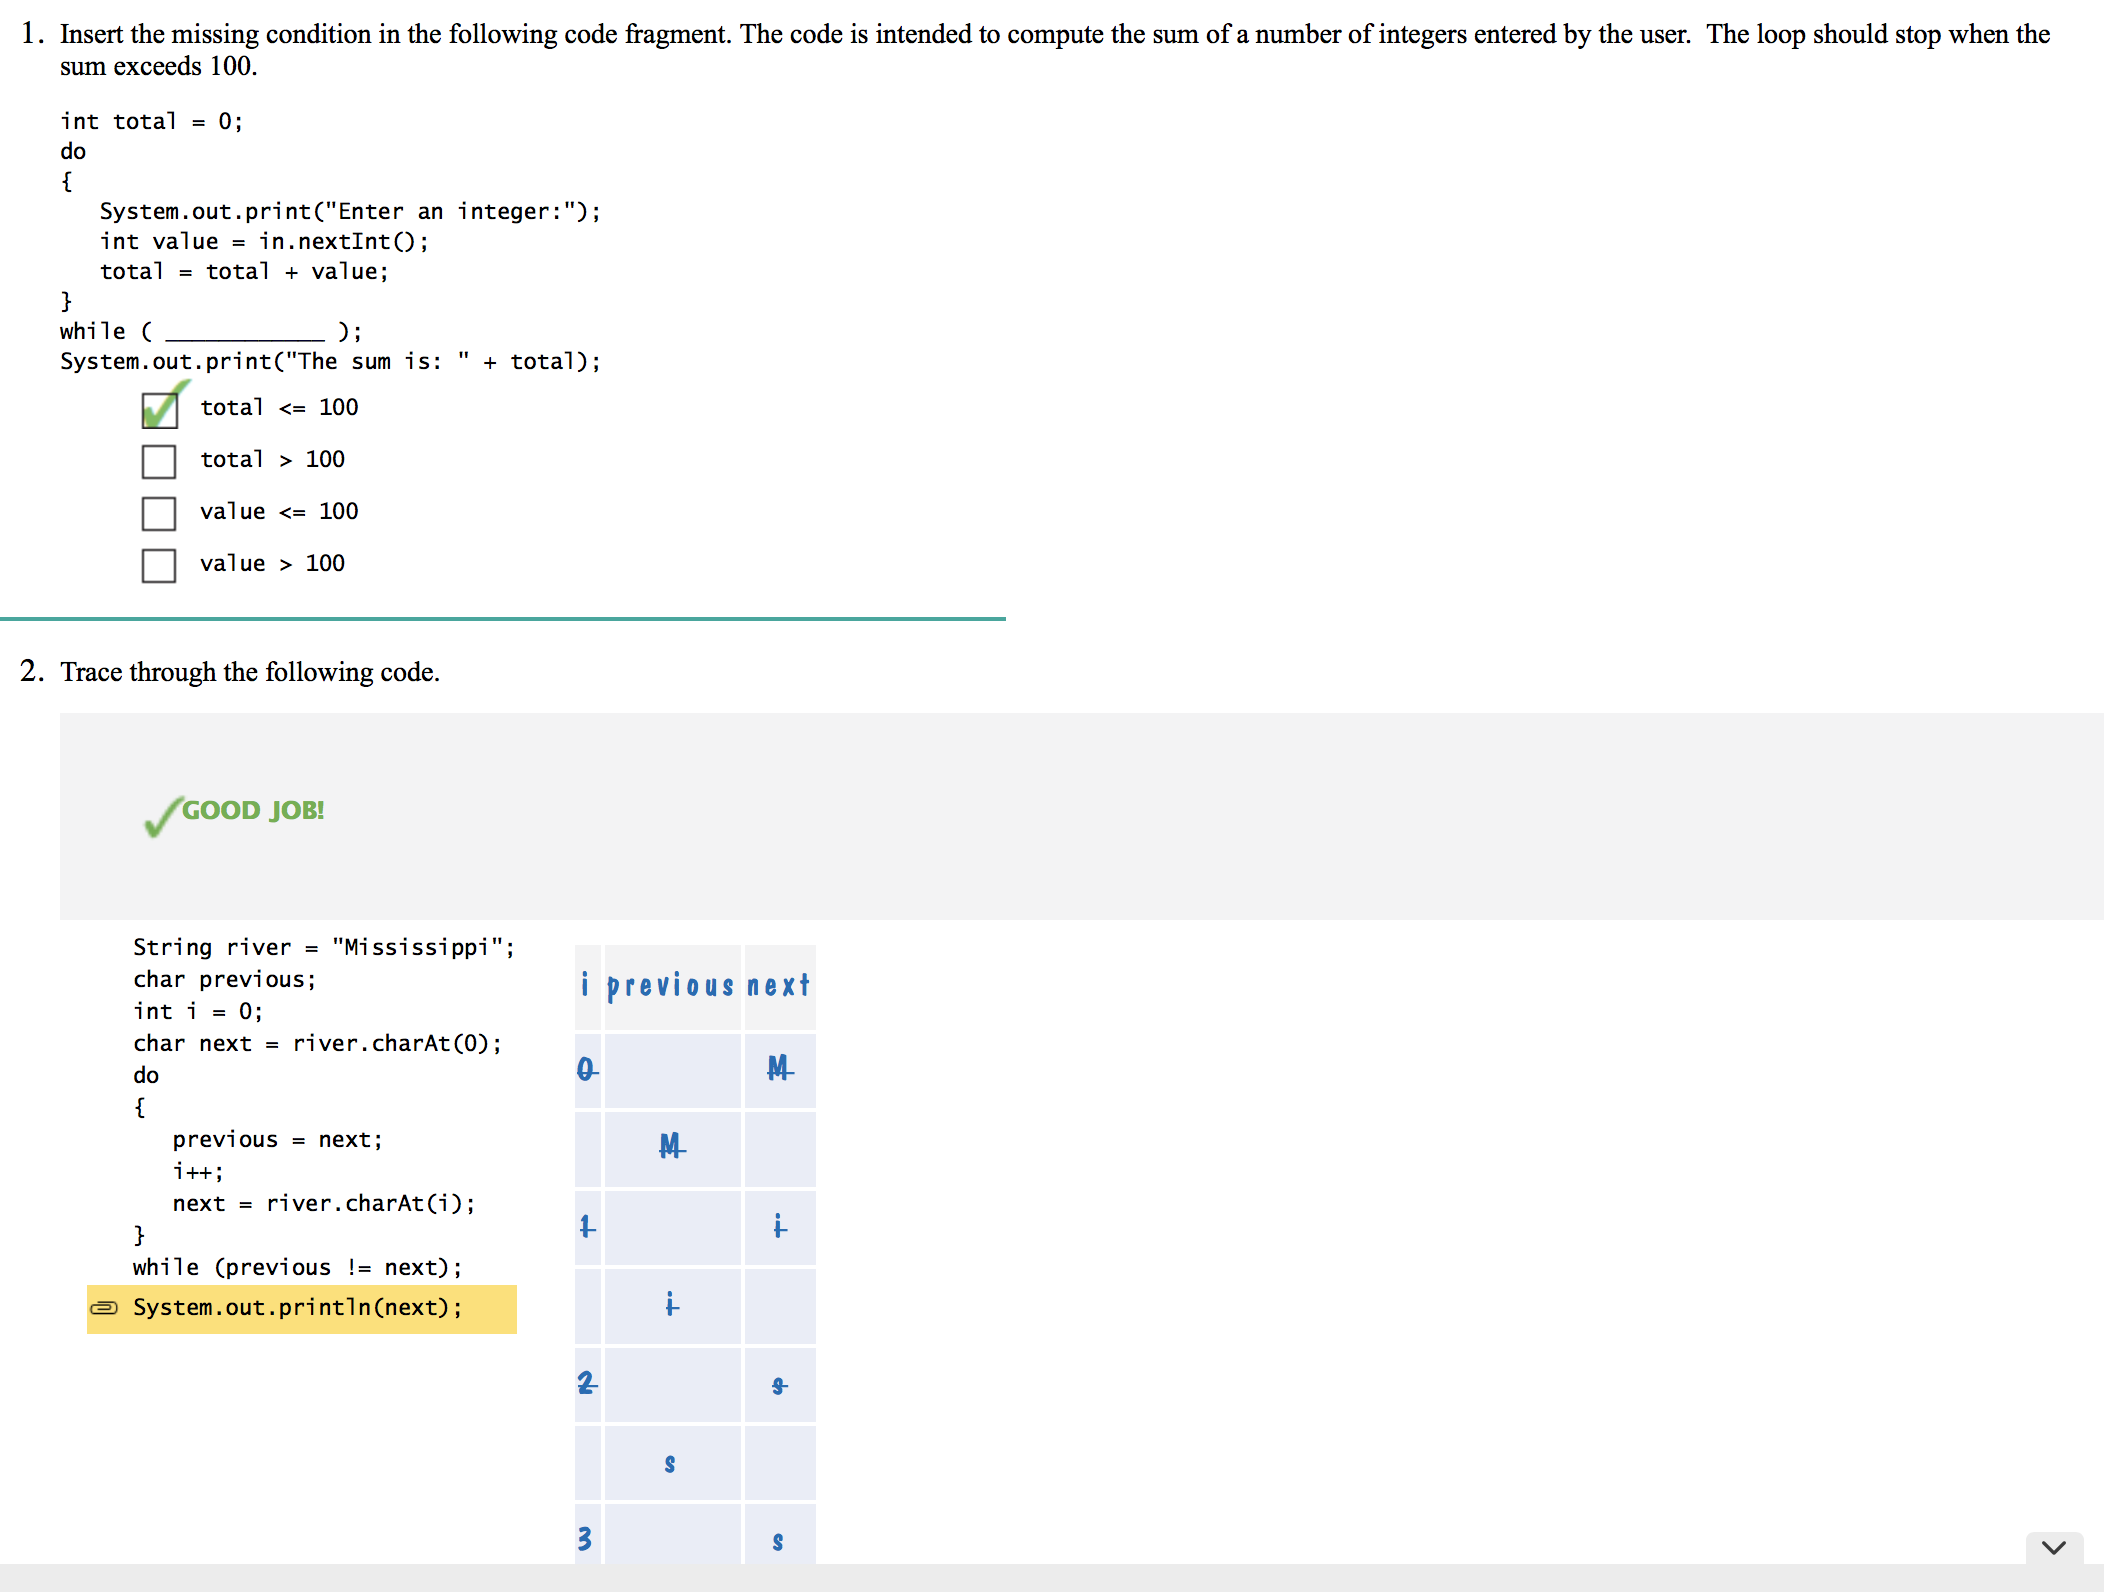 1. Insert the missing condition in the following code fragment. The code is intended to compute the sum of a number of integers entered by the user.  The loop should stop when the
sum exceeds 100.
int total = 0;
do
{
   System.out.print("Enter an integer:");
   int value = in.nextInt();
   total = total + value;
}
while ( ____________ );
System.out.print("The sum is: " + total);
total <= 100
total > 100
value <= 100
value > 100
2. Trace through the following code.
GOOD JOB!
String river = "Mississippi";
char previous;
int i = 0;
char next = river.charAt(0);
do
{
   previous = next;
   i++;
   next = river.charAt(i);
}
while (previous != next);
System.out.println(next);
i previous next
0 M
M
1 i
i
2 s
s
3 s